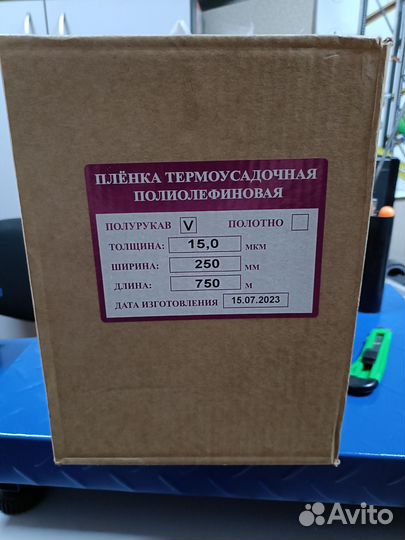 ПЛЁНКА ТЕРМОУСАДОЧНАЯ
ПОЛИОЛЕФИНОВАЯ
ПОЛУРУКАВ V ПОЛОТНО
ТОЛЩИНА: 15,0 МКМ
ШИРИНА: 250 ММ
ДЛИНА: 750 М
ДАТА ИЗГОТОВЛЕНИЯ 15.07.2023
Avito